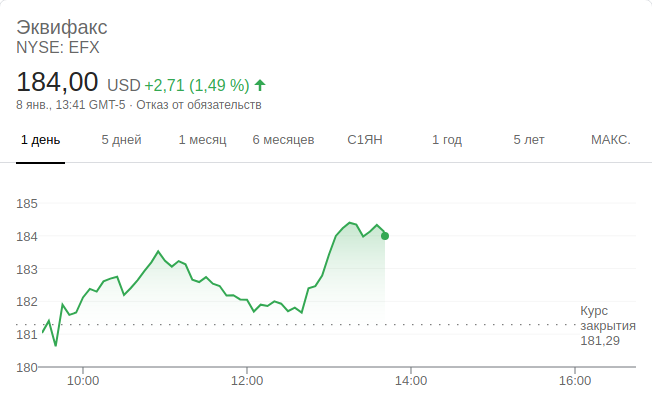 Эквифакс
NYSE: EFX
184,00 USD +2,71 (1,49 %)
8 янв., 13:41 GMT-5 · Отказ от обязательств
1 день 5 дней 1 месяц 6 месяцев С1ЯН 1 год 5 лет МАКС.
185
184
183
182
Курс
закрытия
181,29
181
180
10:00 12:00 14:00 16:00